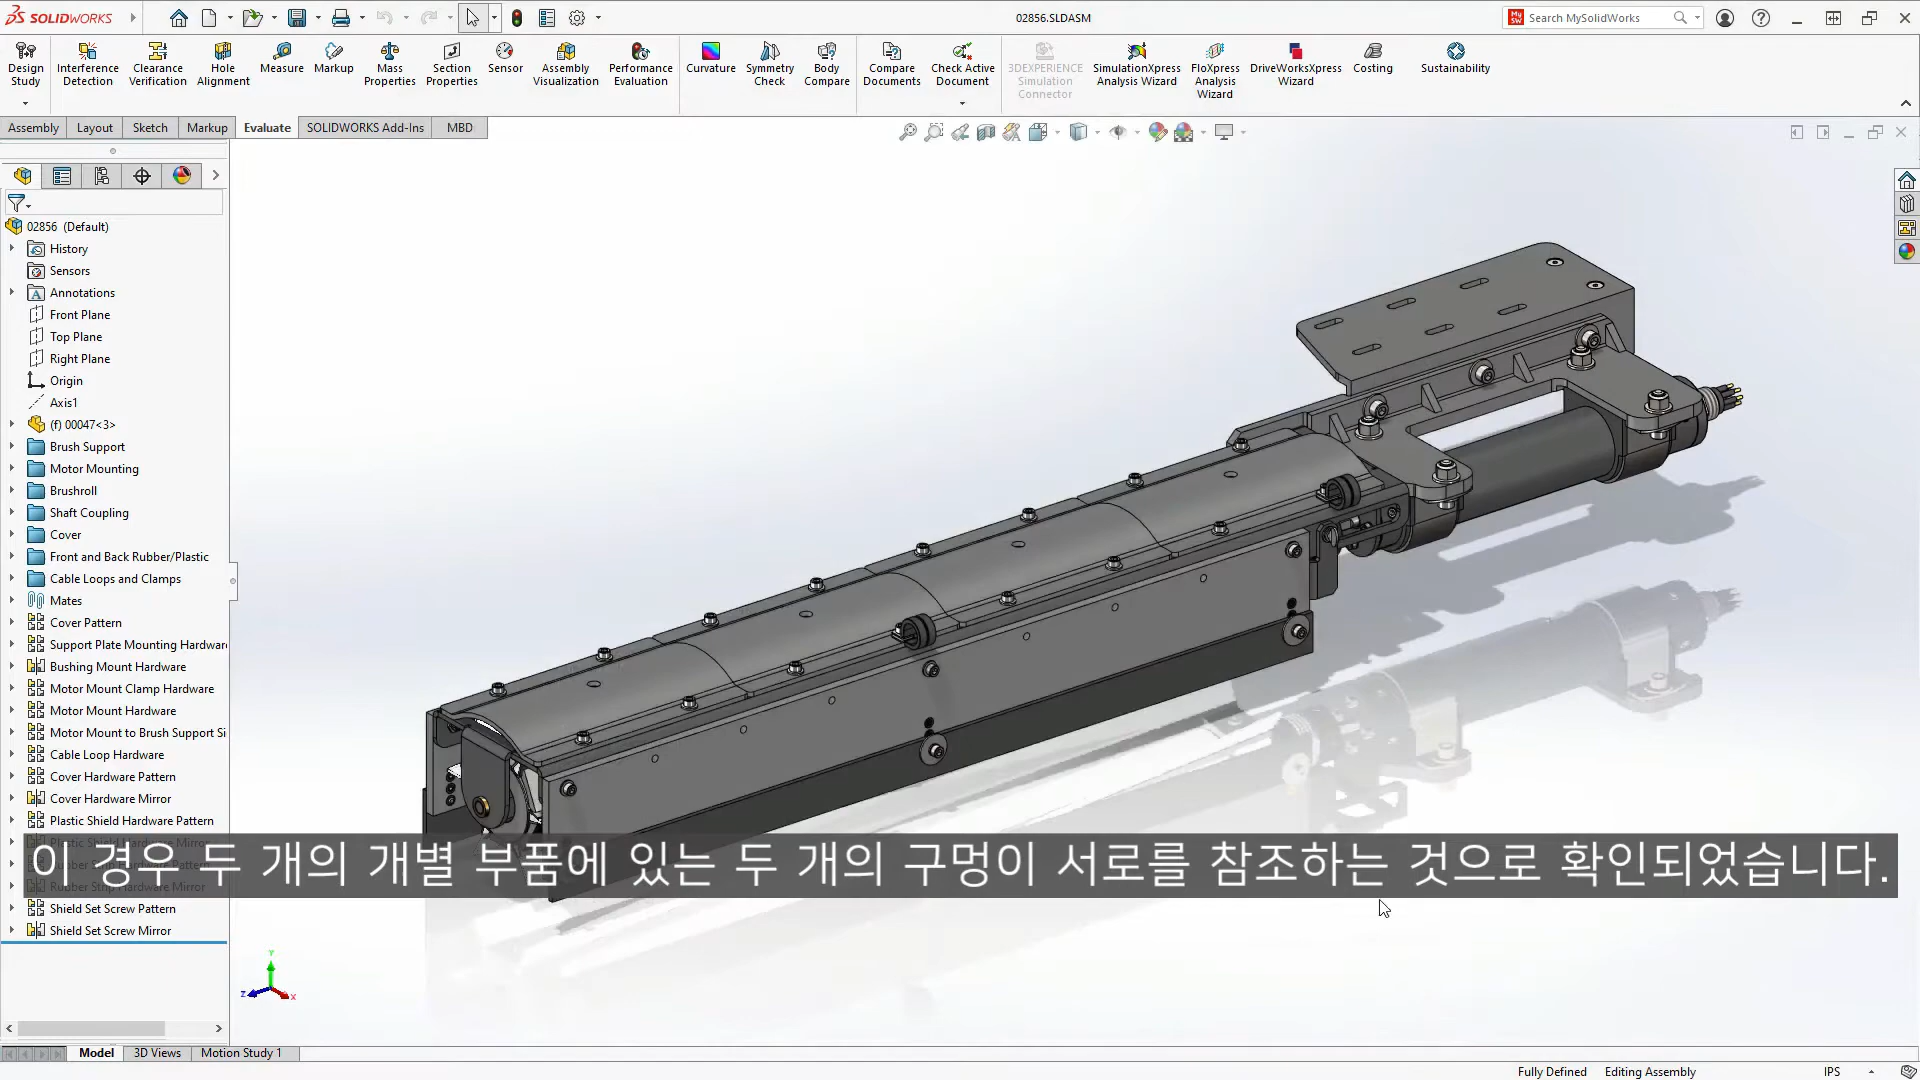 SOLIDWORKS
02856.SLDASM
Search MySolidWorks
Design Study
Interference Detection
Clearance Verification
Hole Alignment
Measure
Markup
Mass Properties
Section Properties
Sensor
Assembly Visualization
Performance Evaluation
Curvature
Symmetry Check
Body Compare
Compare Documents
Check Active Document
3DEXPERIENCE Simulation Connector
SimulationXpress Analysis Wizard
FloXpress Analysis Wizard
DriveWorksXpress Wizard
Costing
Sustainability
Assembly
Layout
Sketch
Markup
Evaluate
SOLIDWORKS Add-Ins
MBD
02856 (Default)
History
Sensors
Annotations
Front Plane
Top Plane
Right Plane
Origin
Axis1
(f) 00047<3>
Brush Support
Motor Mounting
Brushroll
Shaft Coupling
Cover
Front and Back Rubber/Plastic
Cable Loops and Clamps
Mates
Cover Pattern
Support Plate Mounting Hardwar
Bushing Mount Hardware
Motor Mount Clamp Hardware
Motor Mount Hardware
Motor Mount to Brush Support Si
Cable Loop Hardware
Cover Hardware Pattern
Cover Hardware Mirror
Plastic Shield Hardware Pattern
이 경우 두 개의 개별 부품에 있는 두 개의 구멍이 서로를 참조하는 것으로 확인되었습니다.
Shield Set Screw Pattern
Shield Set Screw Mirror
Y
Z
X
Model
3D Views
Motion Study 1
Fully Defined
Editing Assembly
IPS